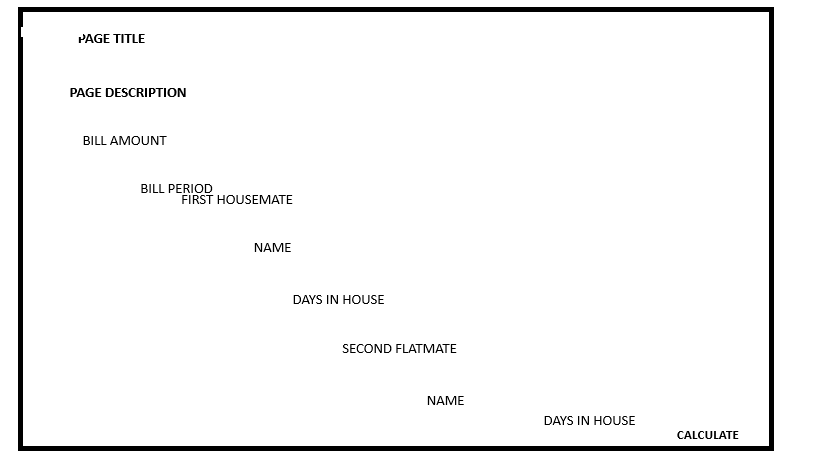 PAGE TITLE
PAGE DESCRIPTION
BILL AMOUNT
BILL PERIOD
FIRST HOUSEMATE
NAME
DAYS IN HOUSE
SECOND FLATMATE
NAME
DAYS IN HOUSE
CALCULATE